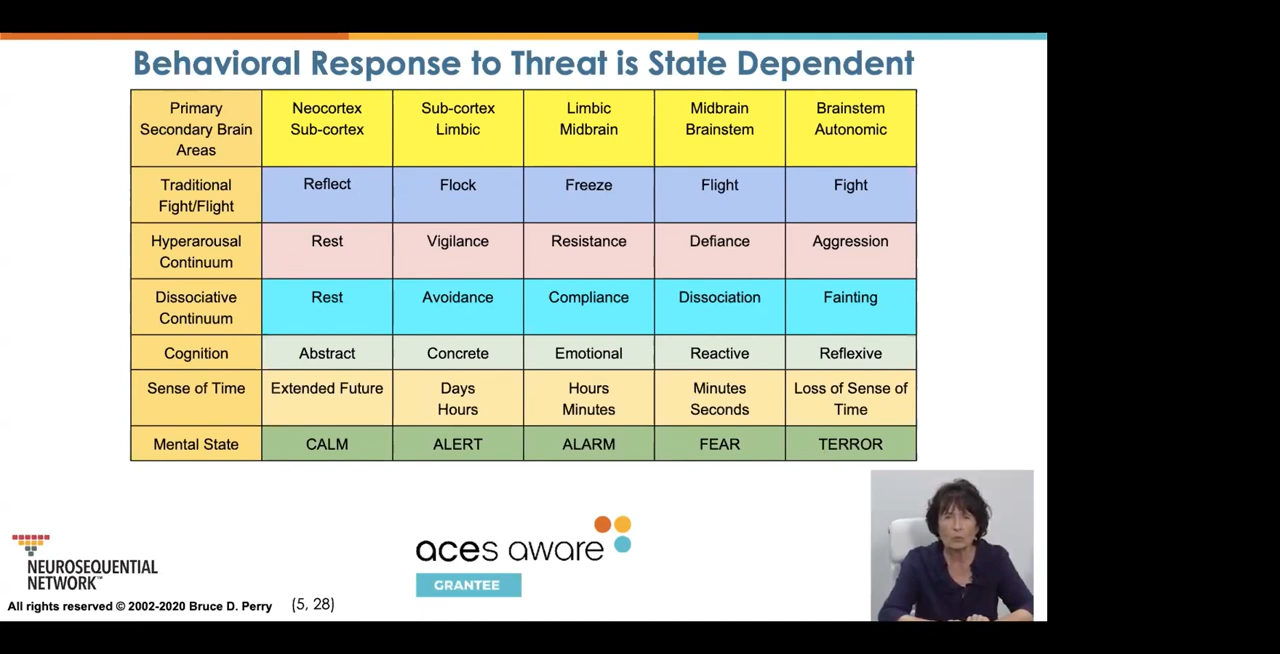 Behavioral Response to Threat is State Dependent
Primary
Secondary Brain
Areas
Neocortex
Sub-cortex
Sub-cortex
Limbic
Limbic
Midbrain
Midbrain
Brainstem
Brainstem
Autonomic
Traditional
Fight/Flight
Reflect
Flock
Freeze
Flight
Fight
Hyperarousal
Continuum
Rest
Vigilance
Resistance
Defiance
Aggression
Dissociative
Continuum
Rest
Avoidance
Compliance
Dissociation
Fainting
Cognition
Abstract
Concrete
Emotional
Reactive
Reflexive
Sense of Time
Extended Future
Days
Hours
Hours
Minutes
Minutes
Seconds
Loss of Sense of
Time
Mental State
CALM
ALERT
ALARM
FEAR
TERROR
NEUROSEQUENTIAL
NETWORK™
aces aware
GRANTEE
All rights reserved © 2002-2020 Bruce D. Perry
(5, 28)